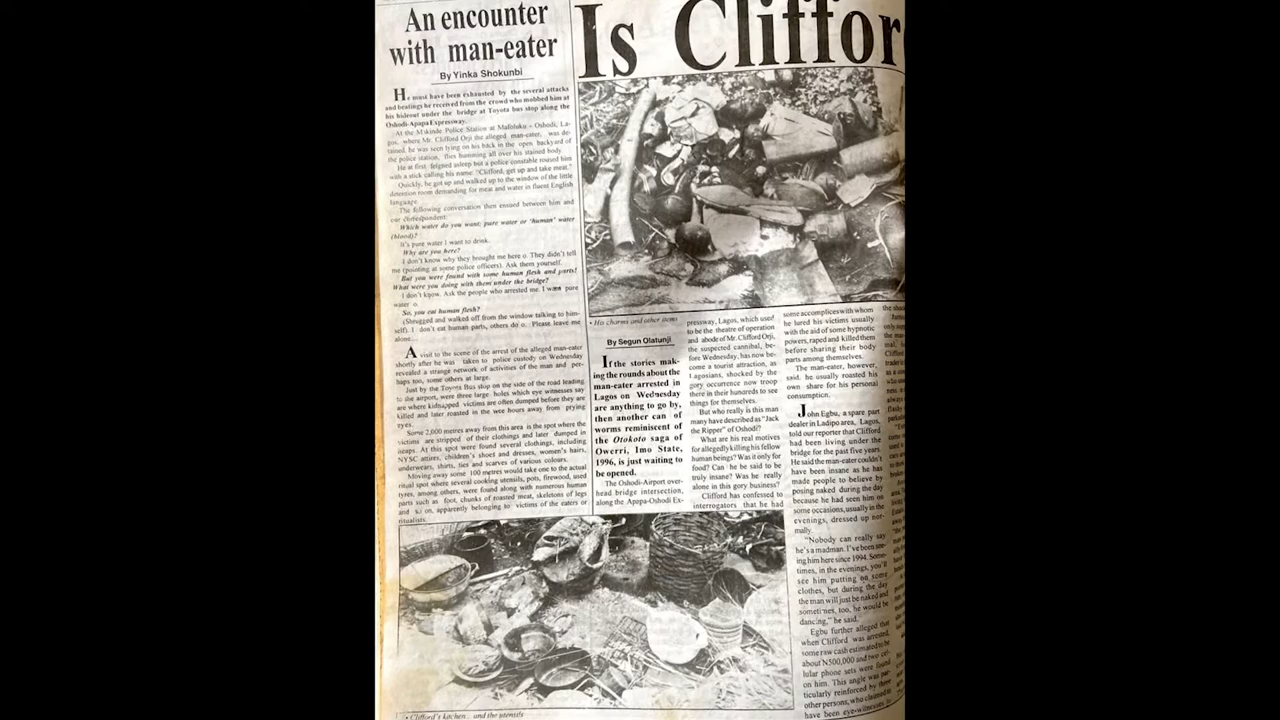 An encounter
with man-eater
By Yinka Shokunbi
He must have been exhausted by the several attacks
and beatings he received from the crowd who mobbed him at
his hideout under the bridge at Toyota bus stop along the
Oshodi-Apapa Expressway.
At the Makinde Police Station at Mafoluku - Oshodi, La-
gos, where Mr. Clifford Orji the alleged man-eater, was de-
tained, he was seen lying on his back in the open backyard of
the police station, flies humming all over his stained body.
He at first, feigned asleep but a police constable roused him
with a stick calling his name: "Clifford, get up and take meat."
Quickly, he got up and walked up to the window of the little
detention room demanding for meat and water in fluent English
language.
The following conversation then ensued between him and
our correspondent:
Which water do you want; pure water or 'human' water
(blood)?
It's pure water I want to drink.
Why are you here?
I don't know why they brought me here o. They didn't tell
me (pointing at some police officers). Ask them yourself.
But you were found with some human flesh and parts!
What were you doing with them under the bridge?
I don't know. Ask the people who arrested me. I want pure
water o.
So, you eat human flesh?
(Shrugged and walked off from the window talking to him-
self). I don't eat human parts, others do o. Please leave me
alone...
A visit to the scene of the arrest of the alleged man-eater
shortly after he was taken to police custody on Wednesday
revealed a strange network of activities of the man and per-
haps too, some others at large.
Just by the Toyota Bus stop on the side of the road leading
to the airport, were three large holes which eye witnesses say
are where kidnapped victims are often dumped before they are
killed and later roasted in the wee hours away from prying
eyes.
Some 2,000 metres away from this area is the spot where the
victims are stripped of their clothings and later dumped in
heaps. At this spot were found several clothings, including
NYSC attires, children's shoes and dresses, women's hairs,
underwears, shirts, ties and scarves of various colours.
Moving away some 100 metres would take one to the actual
ritual spot where several cooking utensils, pots, firewood, used
tyres, among others, were found along with numerous human
parts such as foot, chunks of roasted meat, skeletons of legs
and so on, apparently belonging to victims of the eaters or
ritualists.
Is Cliffor
• His charms and other items
By Segun Olatunji
If the stories mak-
ing the rounds about the
man-eater arrested in
Lagos on Wednesday
are anything to go by,
then another can of
worms reminiscent of
the Otokoto saga of
Owerri, Imo State,
1996, is just waiting to
be opened.
The Oshodi-Airport over-
head bridge intersection,
along the Apapa-Oshodi Ex-
pressway, Lagos, which used
to be the theatre of operation
and abode of Mr. Clifford Orji,
the suspected cannibal, be-
fore Wednesday, has now be-
come a tourist attraction, as
Lagosians, shocked by the
gory occurrence now troop
there in their hundreds to see
things for themselves.
But who really is this man
many have described as "Jack
the Ripper" of Oshodi?
What are his real motives
for allegedly killing his fellow
human beings? Was it only for
food? Can he be said to be
truly insane? Was he really
alone in this gory business?
Clifford has confessed to
interrogators that he had
some accomplices with whom
he lured his victims usually
with the aid of some hypnotic
powers, raped and killed them
before sharing their body
parts among themselves.
The man-eater, however,
said he usually roasted his
own share for his personal
consumption.
John Egbu, a spare part
dealer in Ladipo area, Lagos,
told our reporter that Clifford
had been living under the
bridge for the past five years.
He said the man-eater couldn't
have been insane as he has
made people to believe by
posing naked during the day
because he had seen him on
some occasions, usually in the
evenings, dressed up nor-
mally.
"Nobody can really say
he's a madman. I've been see-
ing him here since 1994. Some-
times, in the evenings, you'll
see him putting on some
clothes, but during the day
the man will just be naked and
sometimes, too, he would be
dancing," he said.
Egbu further alleged that
when Clifford was arrested,
some raw cash estimated to be
about N500,000 and two cel-
lular phone sets were found
on him. This angle was par-
ticularly reinforced by three
other persons, who claimed to
have been eye-witnesses
• Clifford's kitchen... and the utensils